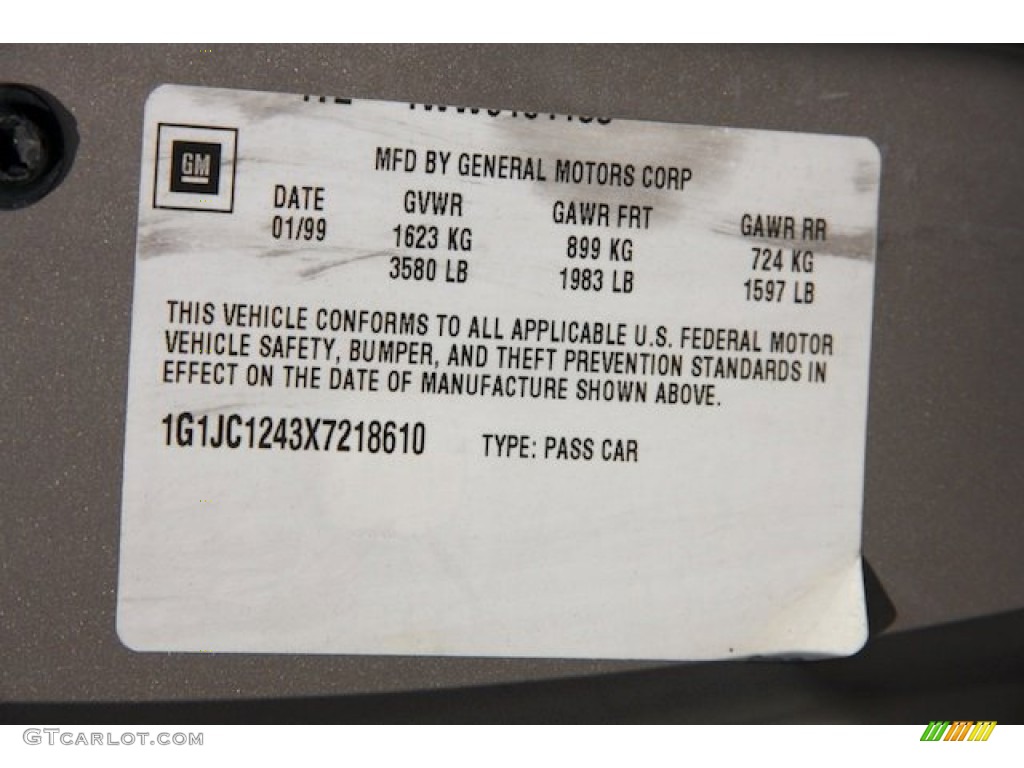 GM
MFD BY GENERAL MOTORS CORP
DATE GVWR GAWR FRT GAWR RR
01/99 1623 KG 899 KG 724 KG
3580 LB 1983 LB 1597 LB
THIS VEHICLE CONFORMS TO ALL APPLICABLE U.S. FEDERAL MOTOR
VEHICLE SAFETY, BUMPER, AND THEFT PREVENTION STANDARDS IN
EFFECT ON THE DATE OF MANUFACTURE SHOWN ABOVE.
1G1JC1243X7218610 TYPE: PASS CAR
GTCARLOT.COM